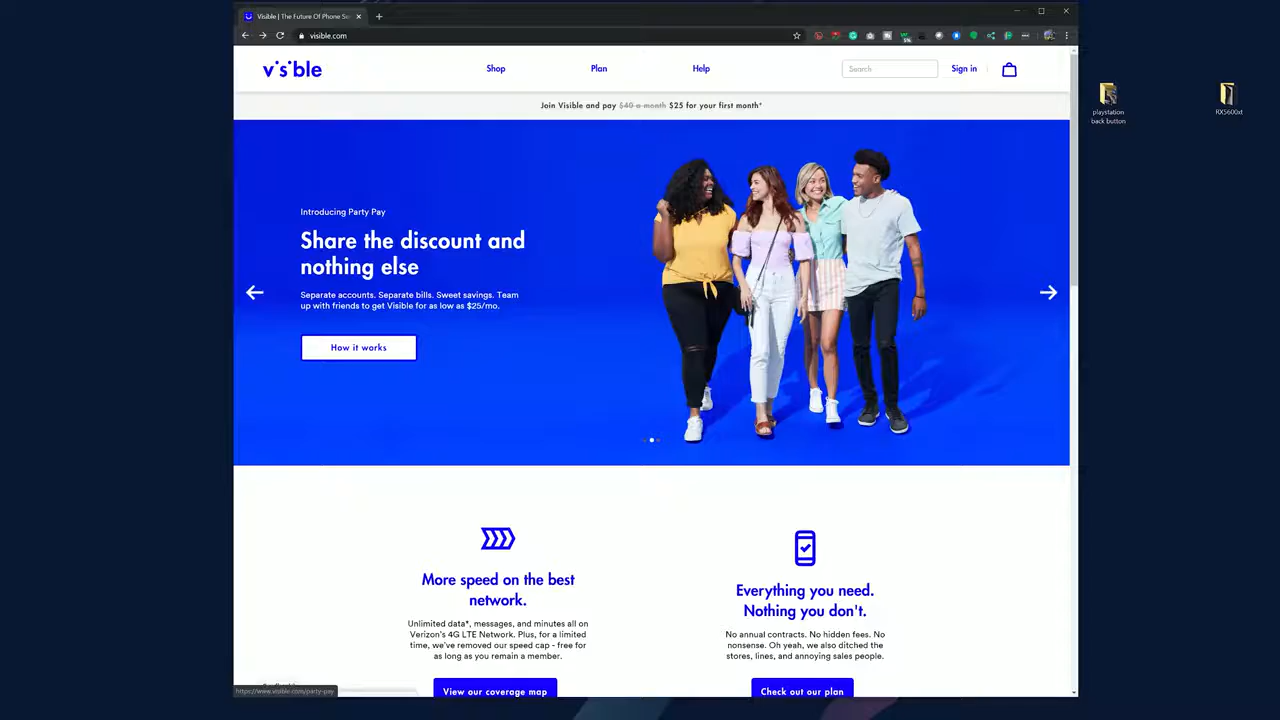 Visible | The Future Of Phone Se
visible.com
visible
Shop
Plan
Help
Search
Sign in
Join Visible and pay $40 a month $25 for your first month*
playstation
back button
RX5600xt
Introducing Party Pay
Share the discount and
nothing else
Separate accounts. Separate bills. Sweet savings. Team
up with friends to get Visible for as low as $25/mo.
How it works
More speed on the best
network.
Unlimited data*, messages, and minutes all on
Verizon's 4G LTE Network. Plus, for a limited
time, we've removed our speed cap - free for
as long as you remain a member.
View our coverage map
Everything you need.
Nothing you don't.
No annual contracts. No hidden fees. No
nonsense. Oh yeah, we also ditched the
stores, lines, and annoying sales people.
Check out our plan
https://www.visible.com/party-pay